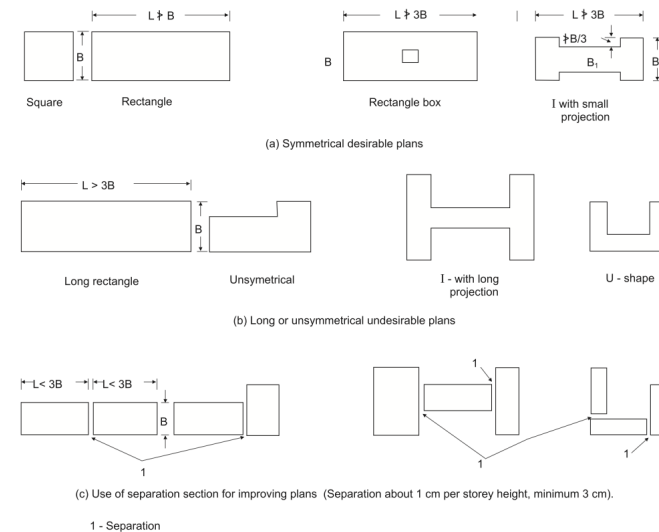 L ≯ B
L ≯ 3B
L ≯ 3B
≯B/3
B
B
B₁
B
Square
Rectangle
Rectangle box
I with small
projection
(a) Symmetrical desirable plans
L > 3B
B
Long rectangle
Unsymetrical
I - with long
projection
U - shape
(b) Long or unsymmetrical undesirable plans
L< 3B
L< 3B
B
1
1
1
1
(c) Use of separation section for improving plans (Separation about 1 cm per storey height, minimum 3 cm).
1 - Separation